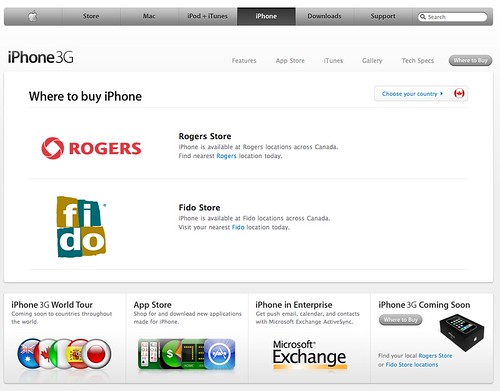 Store
Mac
iPod + iTunes
iPhone
Downloads
Support
Search
iPhone 3G
Features
App Store
iTunes
Gallery
Tech Specs
Where to Buy
Where to buy iPhone
Choose your country
ROGERS
Rogers Store
iPhone is available at Rogers locations across Canada.
Find nearest Rogers location today.
fi
do
Fido Store
iPhone is available at Fido locations across Canada.
Visit your nearest Fido location today.
iPhone 3G World Tour
Coming soon to countries throughout
the world.
App Store
Shop for and download new applications
made for iPhone.
iPhone in Enterprise
Get push email, calendar, and contacts
with Microsoft Exchange ActiveSync.
Microsoft
Exchange
iPhone 3G Coming Soon
Where to Buy
Find your local Rogers Store
or Fido Store locations